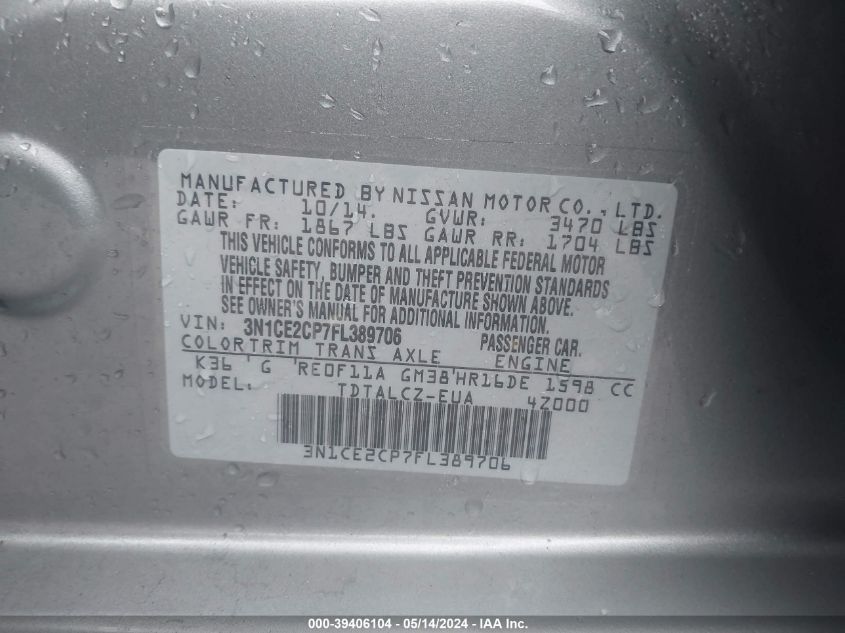 MANUFACTURED BY NISSAN MOTOR CO., LTD.
DATE: 10/14. GVWR: 3470 LBS
GAWR FR: 1867 LBS GAWR RR: 1704 LBS
THIS VEHICLE CONFORMS TO ALL APPLICABLE FEDERAL MOTOR
VEHICLE SAFETY, BUMPER AND THEFT PREVENTION STANDARDS
IN EFFECT ON THE DATE OF MANUFACTURE SHOWN ABOVE.
SEE OWNER'S MANUAL FOR ADDITIONAL INFORMATION.
VIN: 3N1CE2CP7FL389706 PASSENGER CAR.
COLORTRIM TRANS AXLE ENGINE
K36 ' G 'RE0F11A GM38'HR16DE 1598 CC
MODEL: TDTALCZ-EUA 4Z000
3N1CE2CP7FL389706
000-39406104 - 05/14/2024 - IAA Inc.